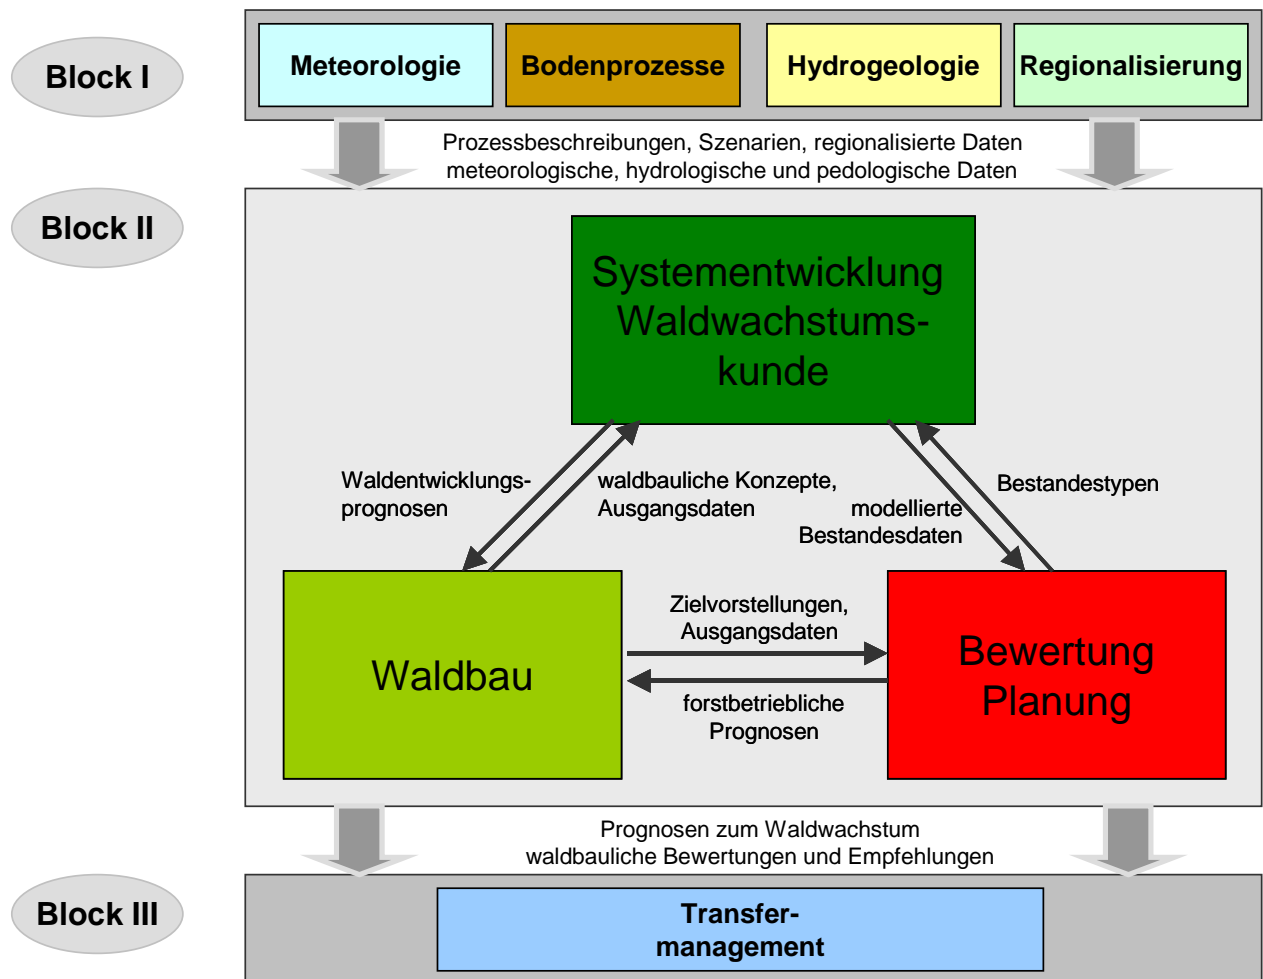 Block I
Meteorologie
Bodenprozesse
Hydrogeologie
Regionalisierung
Prozessbeschreibungen, Szenarien, regionalisierte Daten
meteorologische, hydrologische und pedologische Daten
Block II
Systementwicklung
Waldwachstums-
kunde
Waldentwicklungs-
prognosen
waldbauliche Konzepte,
Ausgangsdaten
modellierte
Bestandesdaten
Bestandestypen
Waldbau
Zielvorstellungen,
Ausgangsdaten
forstbetriebliche
Prognosen
Bewertung
Planung
Prognosen zum Waldwachstum
waldbauliche Bewertungen und Empfehlungen
Block III
Transfer-
management